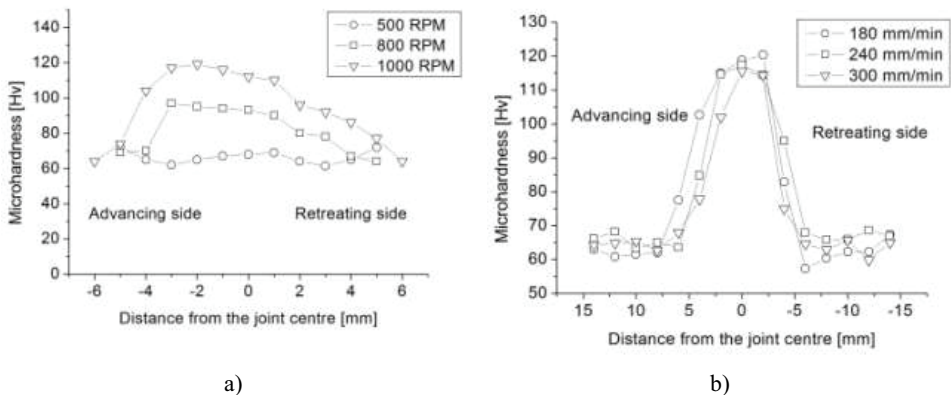 160
140
120
100
80
60
40
20
0
Microhardness [Hv]
500 RPM
800 RPM
1000 RPM
Advancing side
Retreating side
-6 -4 -2 0 2 4 6
Distance from the joint centre [mm]
a)
130
120
110
100
90
80
70
60
50
Microhardness [Hv]
180 mm/min
240 mm/min
300 mm/min
Advancing side
Retreating side
15 10 5 0 -5 -10 -15
Distance from the joint centre [mm]
b)